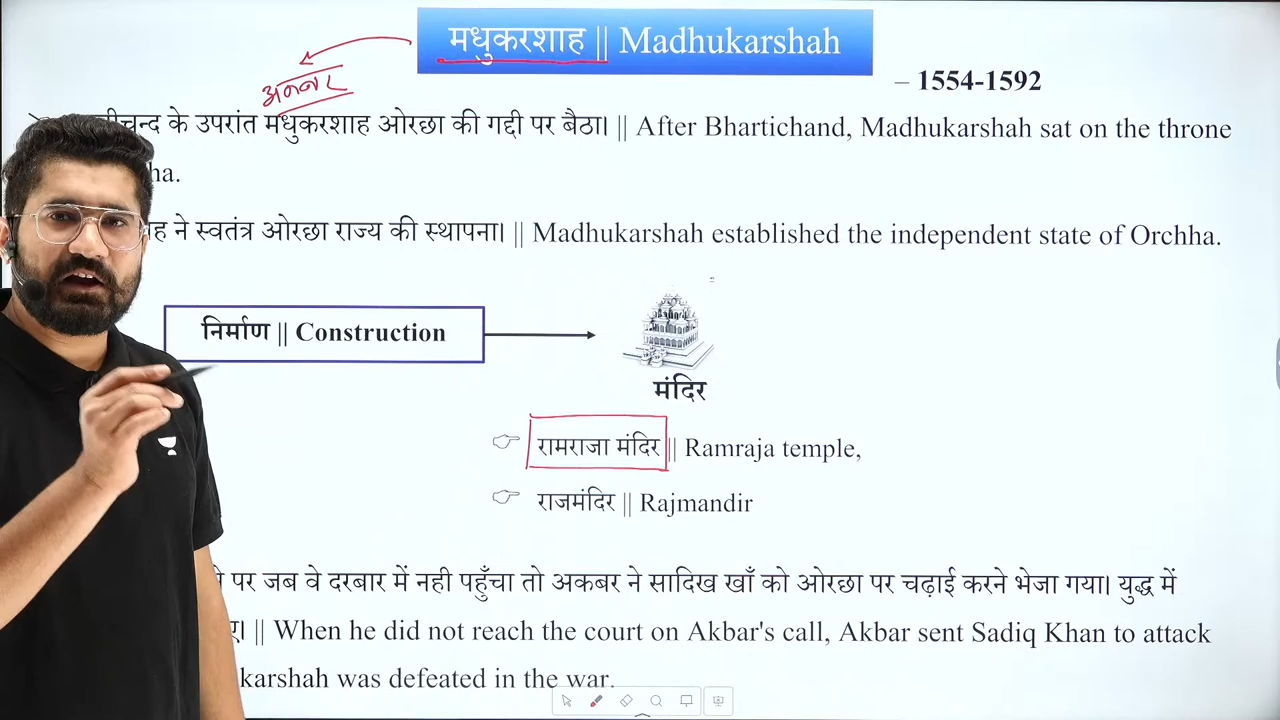 मधुकरशाह || Madhukarshah
– 1554-1592
के उपरांत मधुकरशाह ओरछा की गद्दी पर बैठा। || After Bhartichand, Madhukarshah sat on the throne
ha.
ह ने स्वतंत्र ओरछा राज्य की स्थापना। || Madhukarshah established the independent state of Orchha.
निर्माण || Construction
मंदिर
रामराजा मंदिर || Ramraja temple,
राजमंदिर || Rajmandir
पर जब वे दरबार में नही पहुँचा तो अकबर ने सादिख खाँ को ओरछा पर चढ़ाई करने भेजा गया। युद्ध में
|| When he did not reach the court on Akbar's call, Akbar sent Sadiq Khan to attack
karshah was defeated in the war.